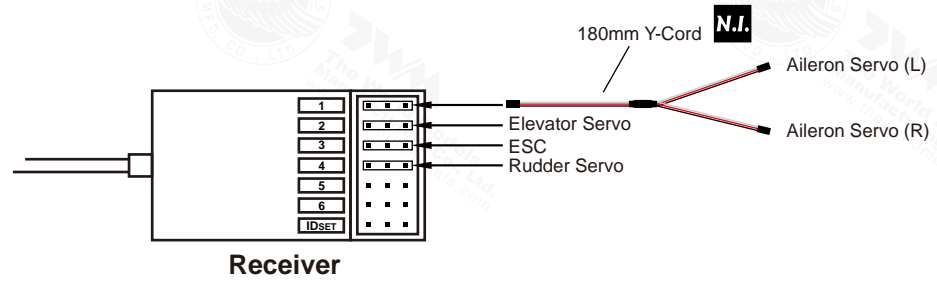 180mm Y-Cord N.I.
Aileron Servo (L)
Aileron Servo (R)
1
2 Elevator Servo
3 ESC
4 Rudder Servo
5
6
IDSET
Receiver